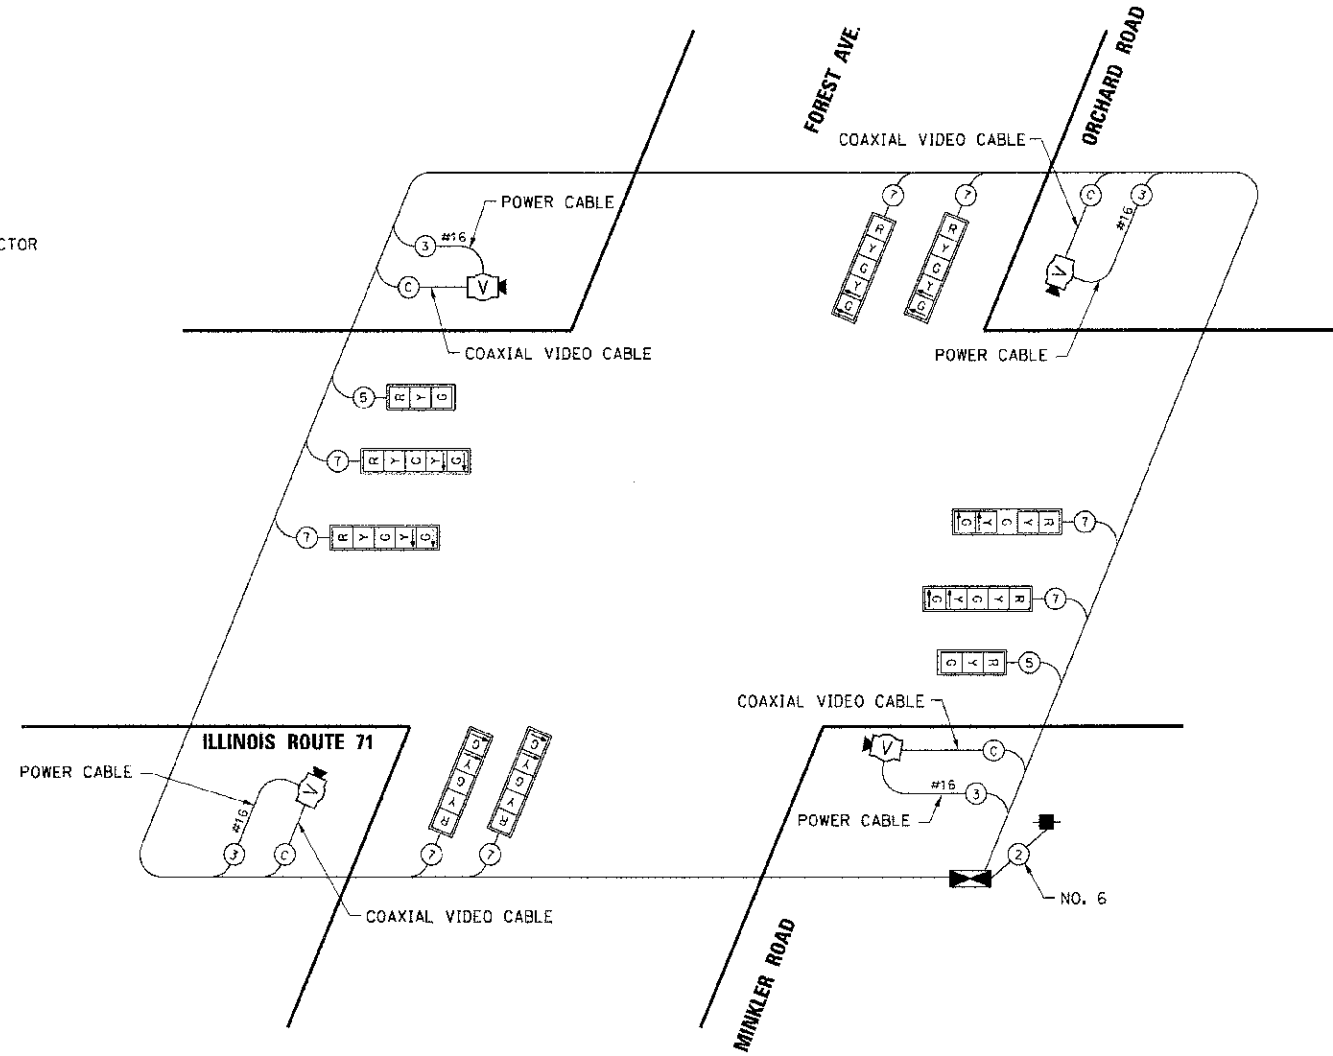 FOREST AVE.
ORCHARD ROAD
COAXIAL VIDEO CABLE
7
7
C
3
POWER CABLE
#16
3
R Y G Y G
R Y G Y G
#16
CTOR
V
C
V
COAXIAL VIDEO CABLE
POWER CABLE
5
R Y G
7
R Y G Y G
R Y G Y G
7
7
R Y G Y G
R Y G Y G
7
R Y G
5
COAXIAL VIDEO CABLE
ILLINOIS ROUTE 71
V
C
POWER CABLE
R Y G Y G
R Y G Y G
V
#16
3
#16
POWER CABLE
3
C
7
7
2
NO. 6
COAXIAL VIDEO CABLE
MINKLER ROAD